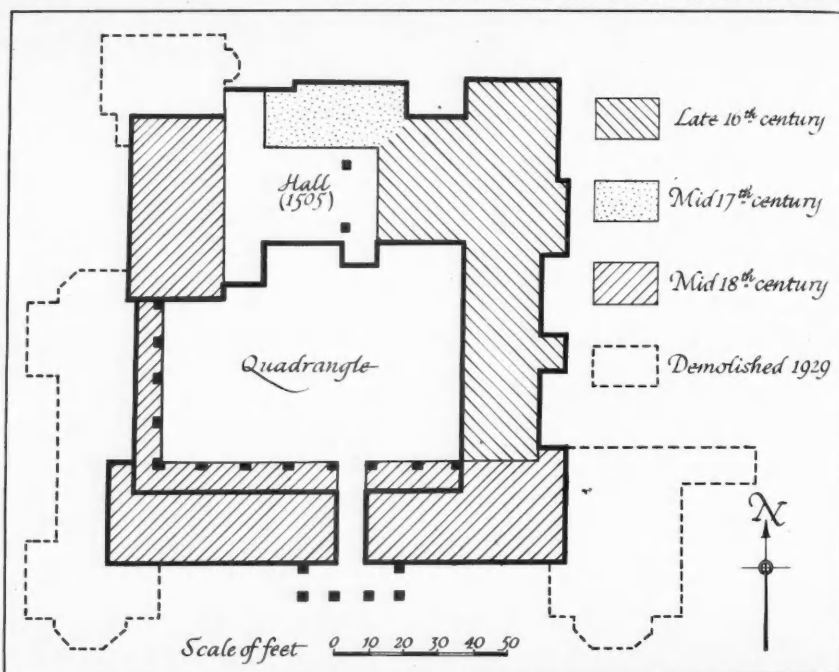 Late 16th century
Hall
(1505)
Mid 17th century
Mid 18th century
Quadrangle
Demolished 1929
N
Scale of feet 0 10 20 30 40 50